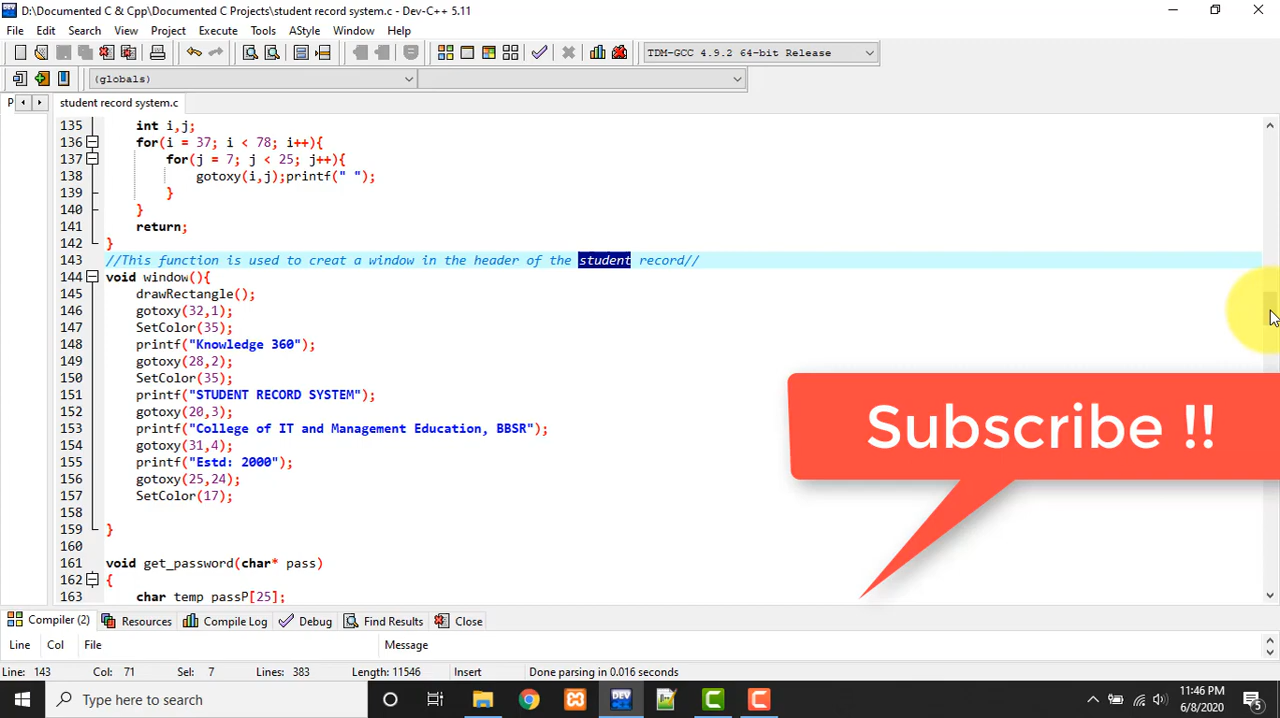 D:\Documented C & Cpp\Documented C Projects\student record system.c - Dev-C++ 5.11
File Edit Search View Project Execute Tools AStyle Window Help
TDM-GCC 4.9.2 64-bit Release
(globals)
P student record system.c
135 int i,j;
136 for(i = 37; i < 78; i++){
137 for(j = 7; j < 25; j++){
138 gotoxy(i,j);printf(" ");
139 }
140 }
141 return;
142 }
143 //This function is used to creat a window in the header of the student record//
144 void window(){
145 drawRectangle();
146 gotoxy(32,1);
147 SetColor(35);
148 printf("Knowledge 360");
149 gotoxy(28,2);
150 SetColor(35);
151 printf("STUDENT RECORD SYSTEM");
152 gotoxy(20,3);
153 printf("College of IT and Management Education, BBSR");
154 gotoxy(31,4);
155 printf("Estd: 2000");
156 gotoxy(25,24);
157 SetColor(17);
158
159 }
160
161 void get_password(char* pass)
162 {
163 char temp passP[25];
Subscribe !!
Compiler (2) Resources Compile Log Debug Find Results Close
Line Col File Message
Line: 143 Col: 71 Sel: 7 Lines: 383 Length: 11546 Insert Done parsing in 0.016 seconds
Type here to search
DEV
11:46 PM
6/8/2020
5